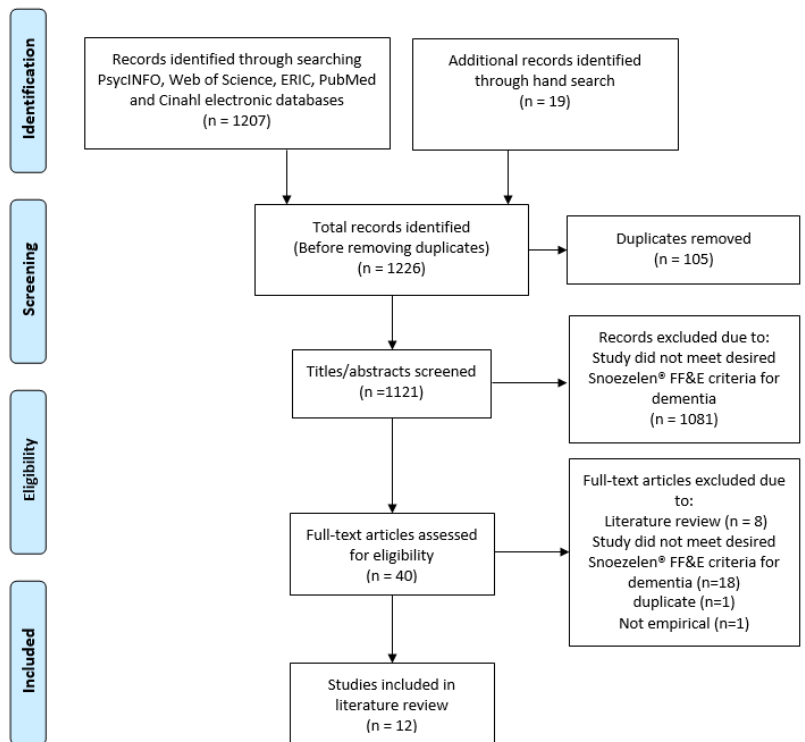 Identification
Records identified through searching
PsycINFO, Web of Science, ERIC, PubMed
and Cinahl electronic databases
(n = 1207)
Additional records identified
through hand search
(n = 19)
Screening
Total records identified
(Before removing duplicates)
(n = 1226)
Duplicates removed
(n = 105)
Titles/abstracts screened
(n =1121)
Records excluded due to:
Study did not meet desired
Snoezelen® FF&E criteria for
dementia
(n = 1081)
Eligibility
Full-text articles assessed
for eligibility
(n = 40)
Full-text articles excluded due
to:
Literature review (n = 8)
Study did not meet desired
Snoezelen® FF&E criteria for
dementia (n=18)
duplicate (n=1)
Not empirical (n=1)
Included
Studies included in
literature review
(n = 12)